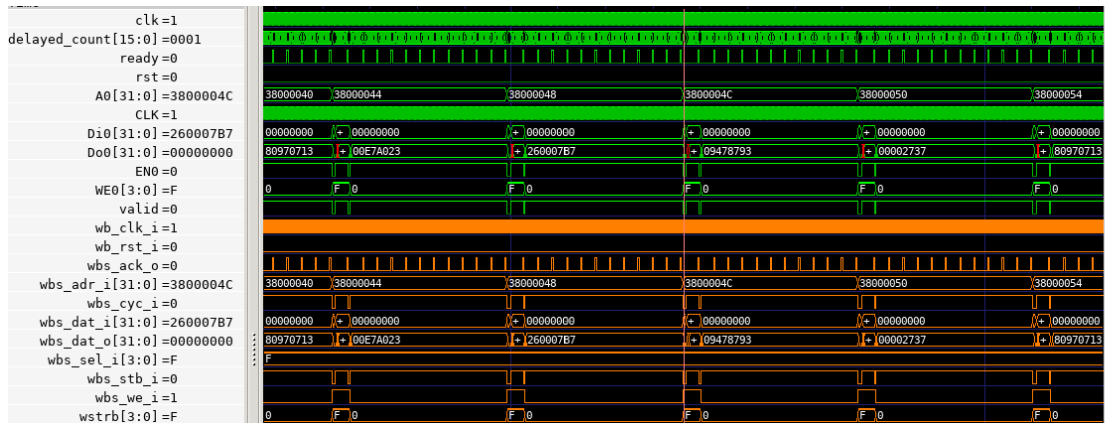 clk=1
delayed_count[15:0]=0001
ready=0
rst=0
A0[31:0]=3800004C 38000040 38000044 38000048 3800004C 38000050 38000054
CLK=1
Di0[31:0]=260007B7 00000000 + 00000000 + 00000000 + 00000000 + 00000000 + 00000000
Do0[31:0]=00000000 80970713 + 00E7A023 + 260007B7 + 09478793 + 00002737 + 80970713
EN0=0
WE0[3:0]=F 0 F 0 F 0 F 0 F 0 F 0
valid=0
wb_clk_i=1
wb_rst_i=0
wbs_ack_o=0
wbs_adr_i[31:0]=3800004C 38000040 38000044 38000048 3800004C 38000050 38000054
wbs_cyc_i=0
wbs_dat_i[31:0]=260007B7 00000000 + 00000000 + 00000000 + 00000000 + 00000000 + 00000000
wbs_dat_o[31:0]=00000000 80970713 + 00E7A023 + 260007B7 + 09478793 + 00002737 + 80970713
wbs_sel_i[3:0]=F F
wbs_stb_i=0
wbs_we_i=1
wstrb[3:0]=F 0 F 0 F 0 F 0 F 0 F 0